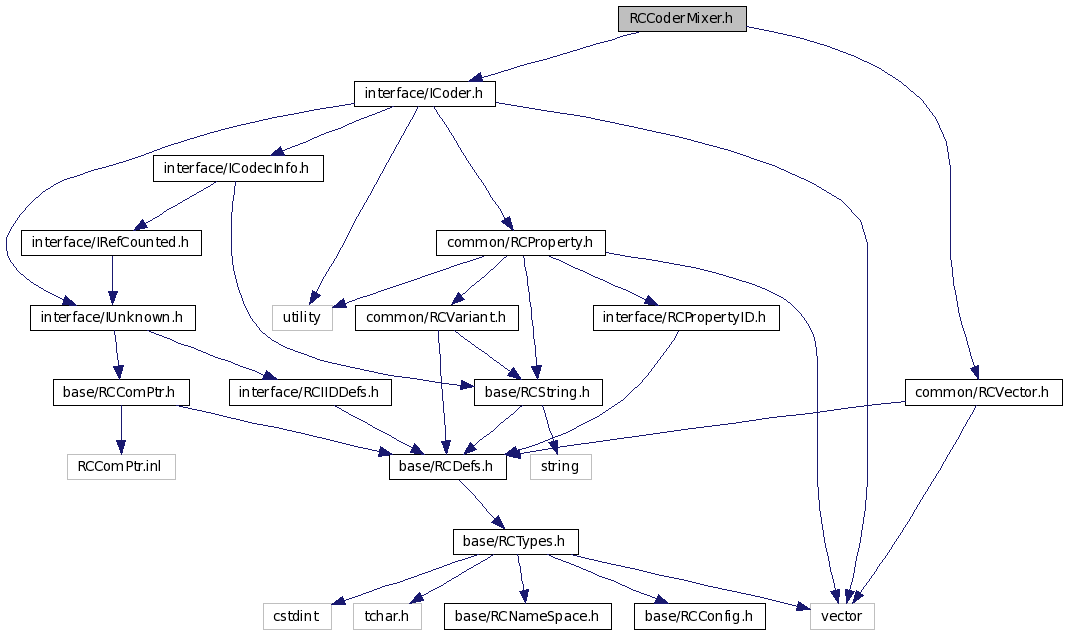 RCCoderMixer.h
interface/ICoder.h
interface/ICodecInfo.h
interface/IRefCounted.h
common/RCProperty.h
interface/IUnknown.h
utility
common/RCVariant.h
interface/RCPropertyID.h
base/RCComPtr.h
interface/RCIIDDefs.h
base/RCString.h
common/RCVector.h
RCComPtr.inl
base/RCDefs.h
string
base/RCTypes.h
cstdint
tchar.h
base/RCNameSpace.h
base/RCConfig.h
vector